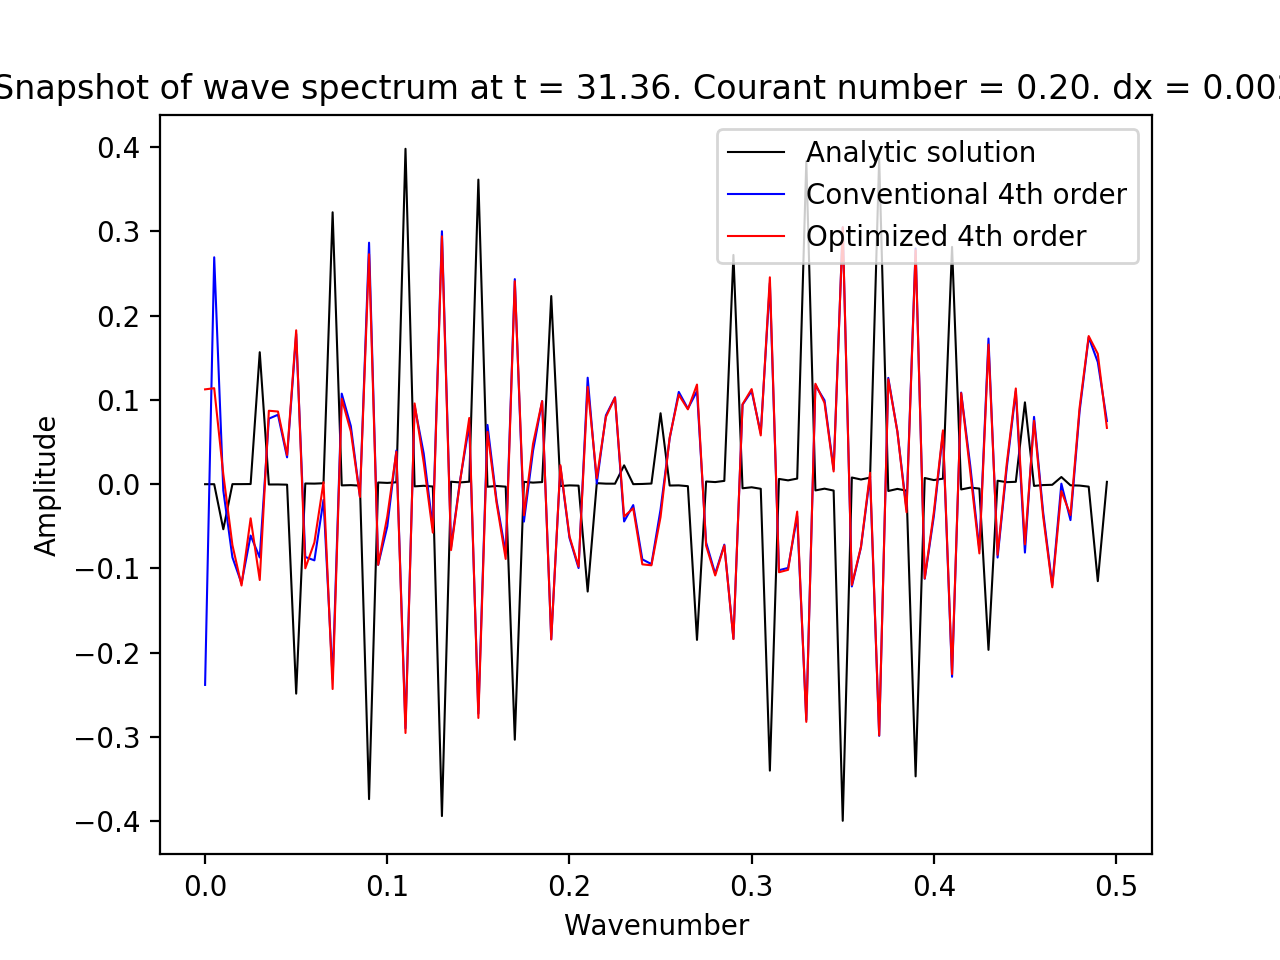 Snapshot of wave spectrum at t = 31.36. Courant number = 0.20. dx = 0.00
Analytic solution
Conventional 4th order
Optimized 4th order
0.4
0.3
0.2
0.1
0.0
−0.1
−0.2
−0.3
−0.4
Amplitude
0.0 0.1 0.2 0.3 0.4 0.5
Wavenumber